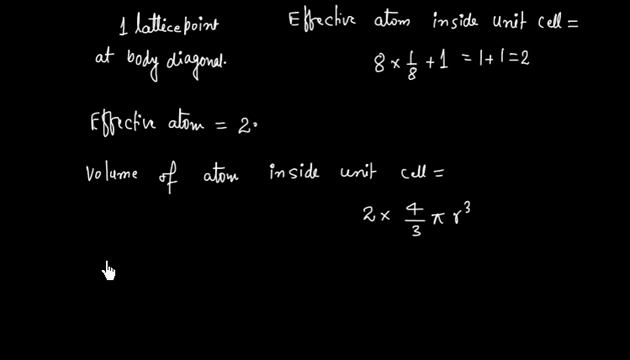 1 lattice point
at body diagonal.
Effective atom inside unit cell =
8 × 1/8 + 1 = 1 + 1 = 2
Effective atom = 2.
Volume of atom inside unit cell =
2 × 4/3 π r³